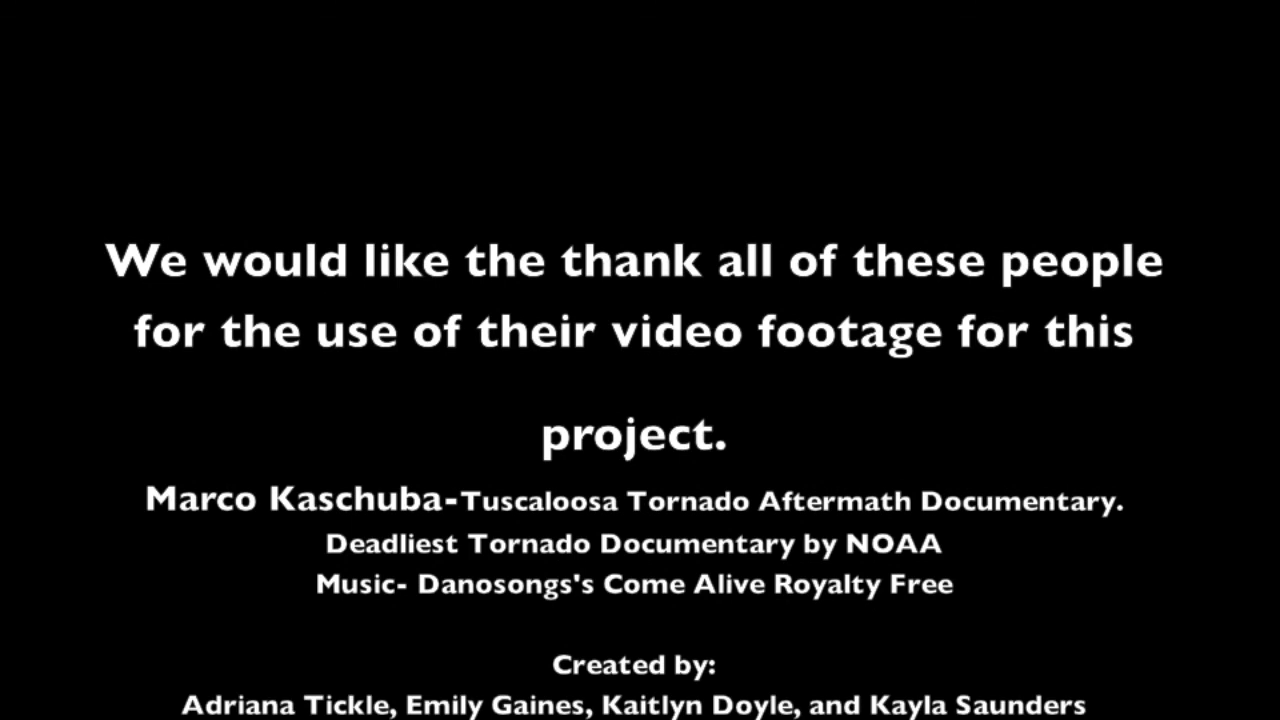 We would like the thank all of these people
for the use of their video footage for this
project.
Marco Kaschuba-Tuscaloosa Tornado Aftermath Documentary.
Deadliest Tornado Documentary by NOAA
Music- Danosongs's Come Alive Royalty Free
Created by:
Adriana Tickle, Emily Gaines, Kaitlyn Doyle, and Kayla Saunders